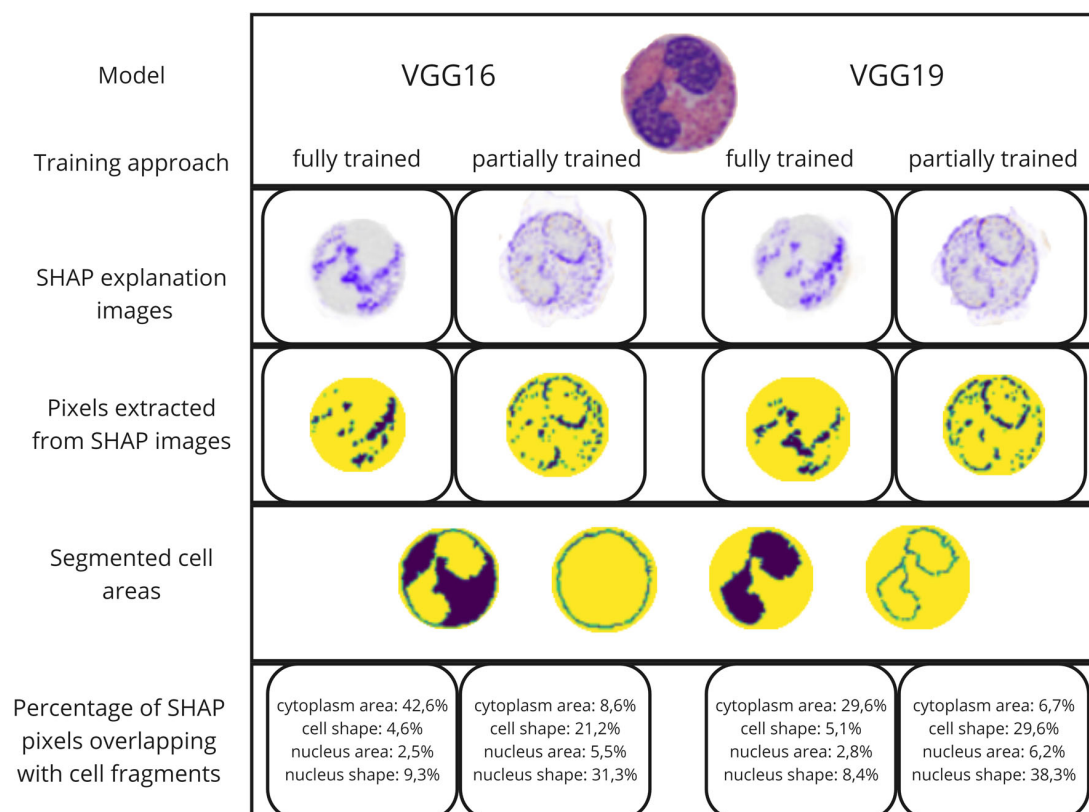 Model
VGG16
VGG19
Training approach
fully trained
partially trained
fully trained
partially trained
SHAP explanation
images
Pixels extracted
from SHAP images
Segmented cell
areas
Percentage of SHAP
pixels overlapping
with cell fragments
cytoplasm area: 42,6%
cell shape: 4,6%
nucleus area: 2,5%
nucleus shape: 9,3%
cytoplasm area: 8,6%
cell shape: 21,2%
nucleus area: 5,5%
nucleus shape: 31,3%
cytoplasm area: 29,6%
cell shape: 5,1%
nucleus area: 2,8%
nucleus shape: 8,4%
cytoplasm area: 6,7%
cell shape: 29,6%
nucleus area: 6,2%
nucleus shape: 38,3%